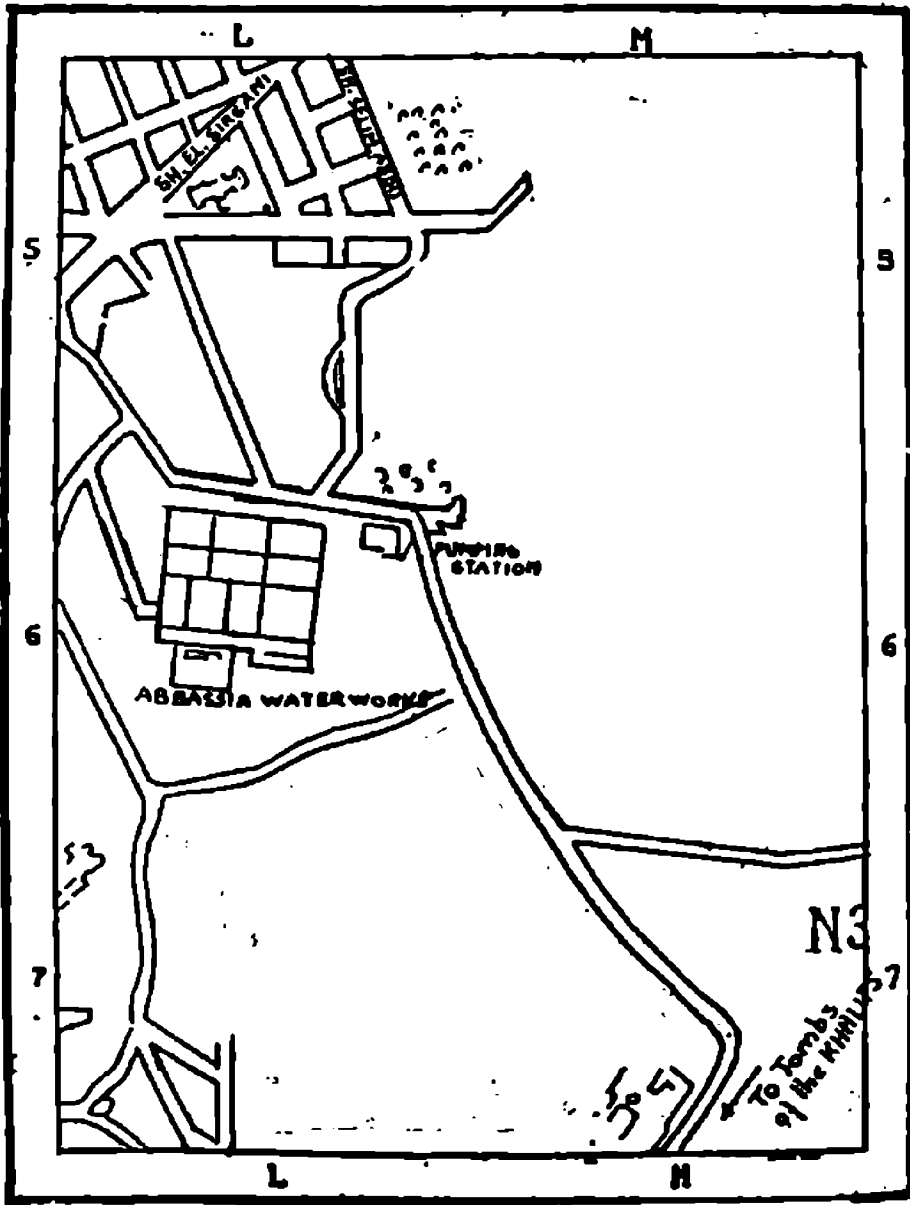 L M
SH. EL. SIRGANI
5 5
PUMPING
STATION
6 6
ABBASSIA WATERWORKS
N3
7 7
To Tombs
of the
L M